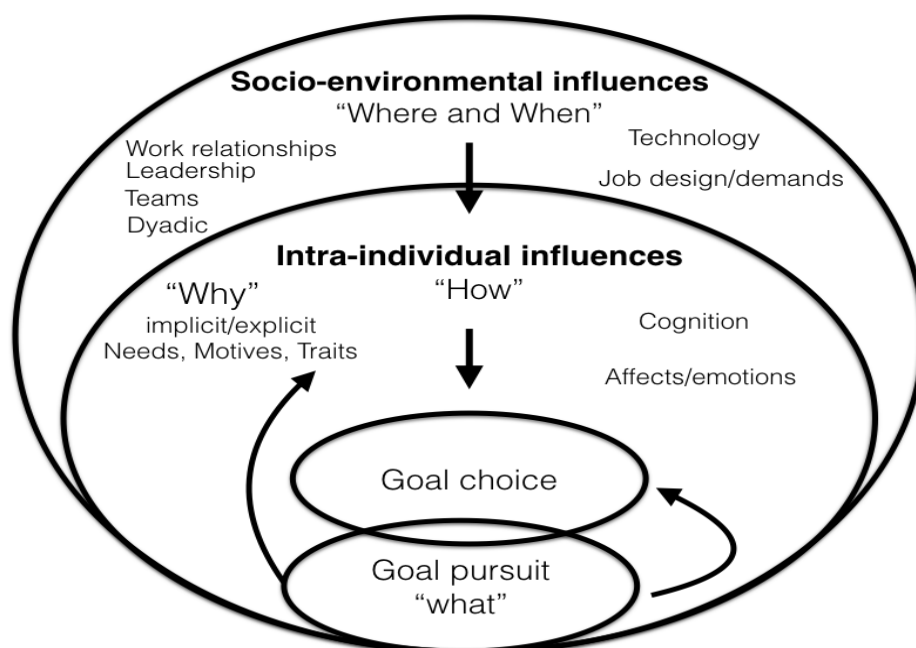 Socio-environmental influences
“Where and When”
Work relationships
Leadership
Teams
Dyadic
Technology
Job design/demands
Intra-individual influences
“How”
“Why”
implicit/explicit
Needs, Motives, Traits
Cognition
Affects/emotions
Goal choice
Goal pursuit
“what”